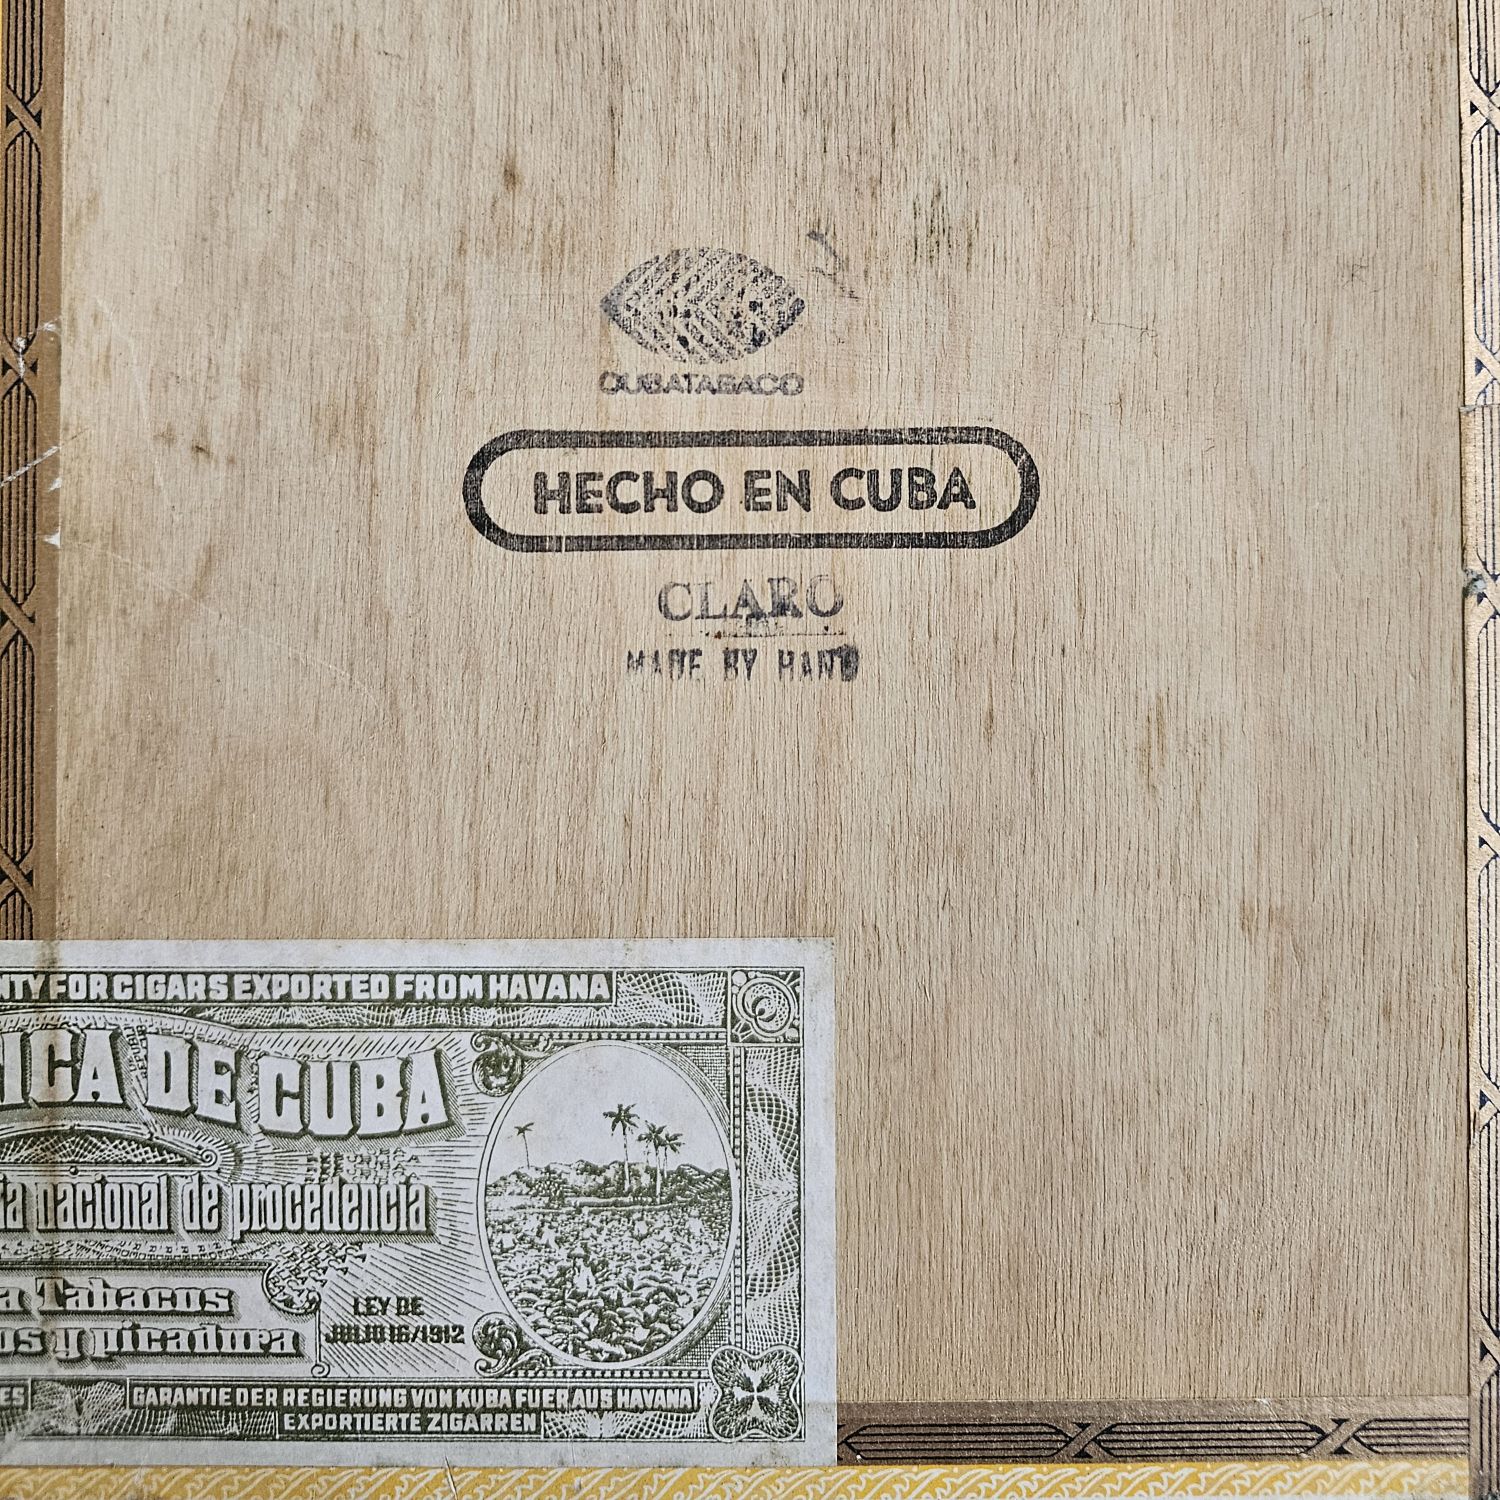 CUBATABACO
HECHO EN CUBA
CLARO
MADE BY HAND
NTY FOR CIGARS EXPORTED FROM HAVANA
ICA DE CUBA
ia nacional de procedencia
a Tabacos
os y picadura
LEY DE
JULIO 16/1912
ES
GARANTIE DER REGIERUNG VON KUBA FUER AUS HAVANA
EXPORTIERTE ZIGARREN